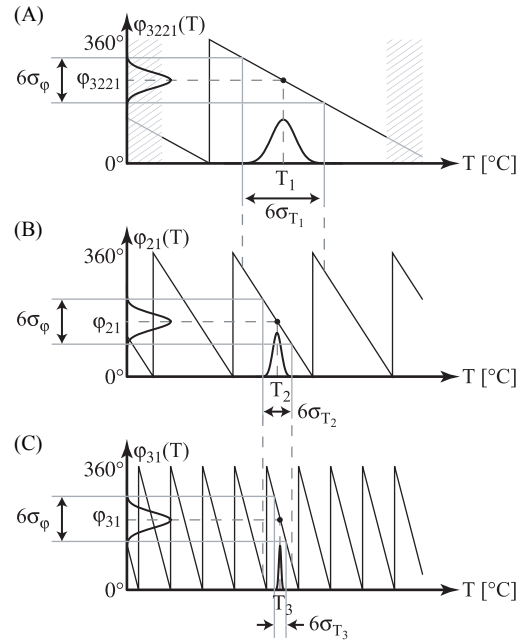 (A)
φ3221(T)
360°
6σφ
φ3221
0°
T1
T [°C]
6σT1
(B)
φ21(T)
360°
6σφ
φ21
0°
T2
T [°C]
6σT2
(C)
φ31(T)
360°
6σφ
φ31
0°
T3
T [°C]
6σT3